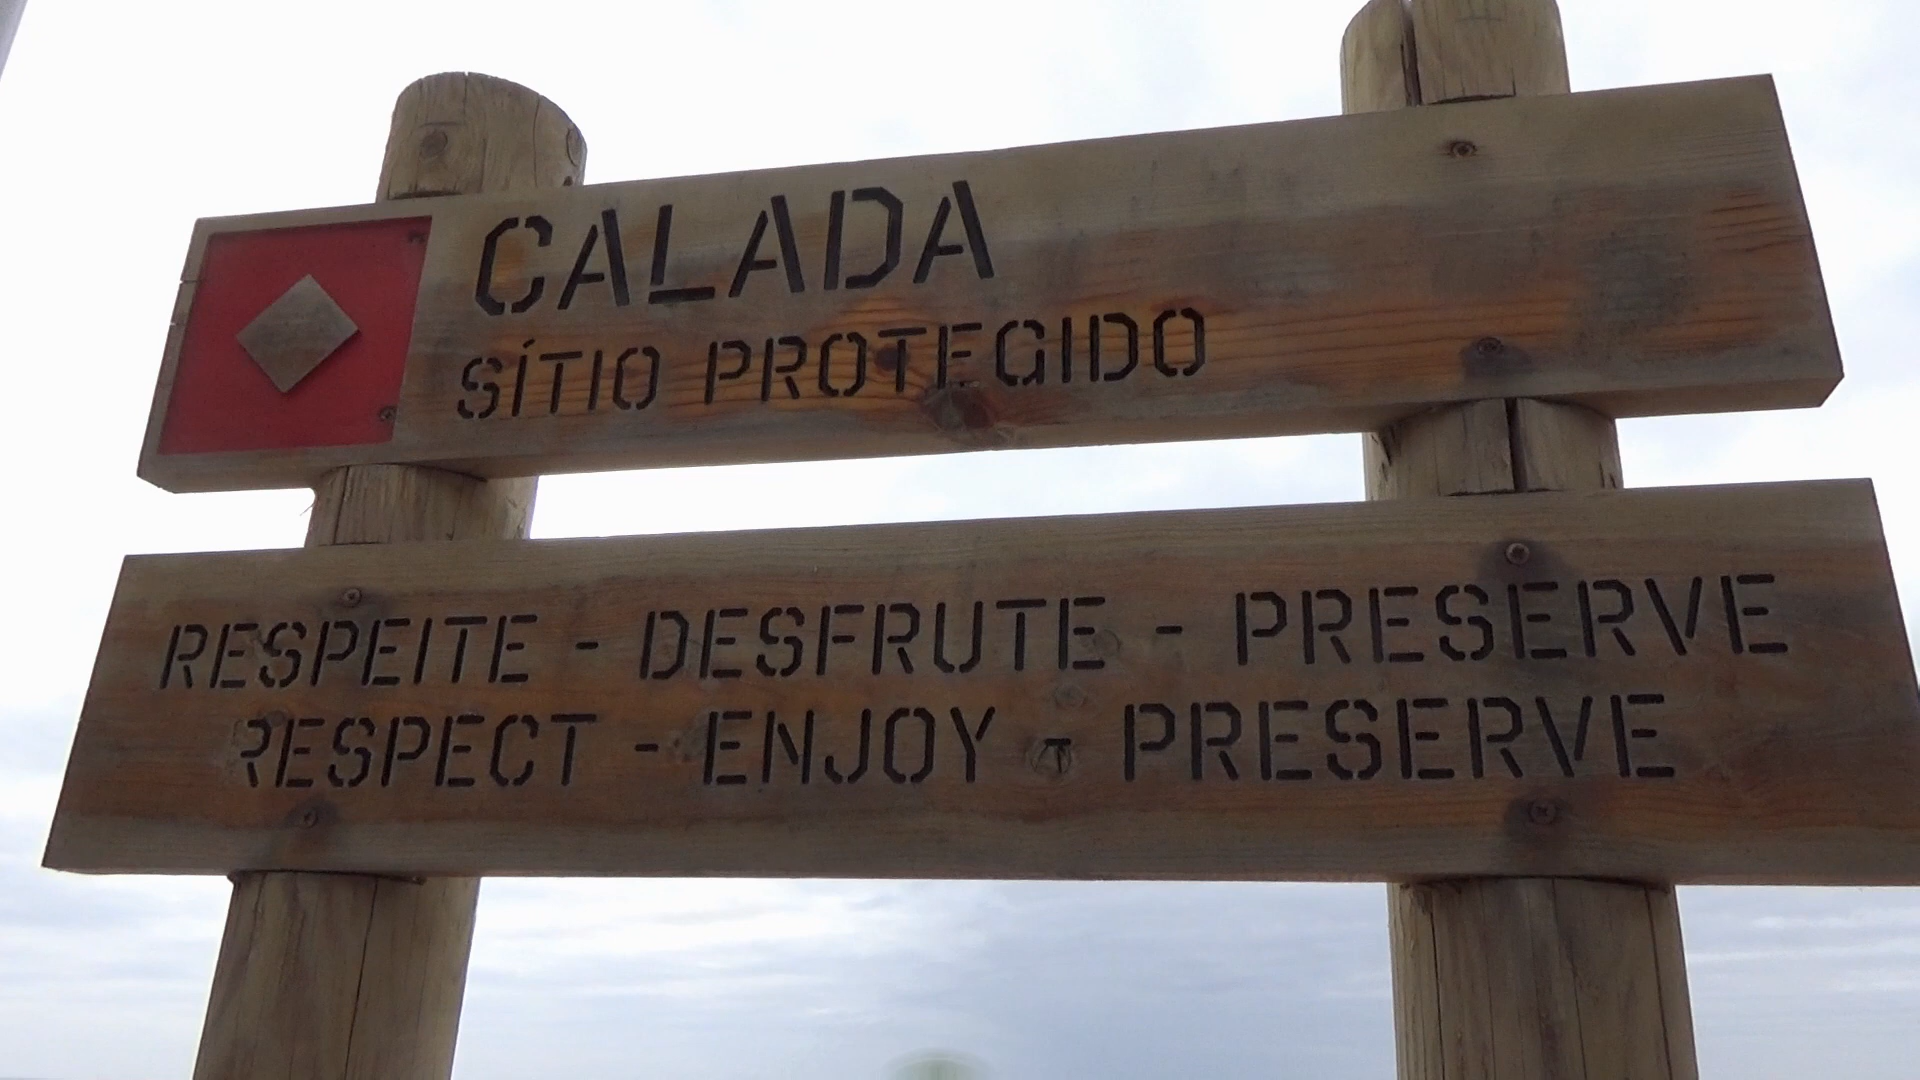 CALADA
SÍTIO PROTEGIDO
RESPEITE - DESFRUTE - PRESERVE
RESPECT - ENJOY - PRESERVE